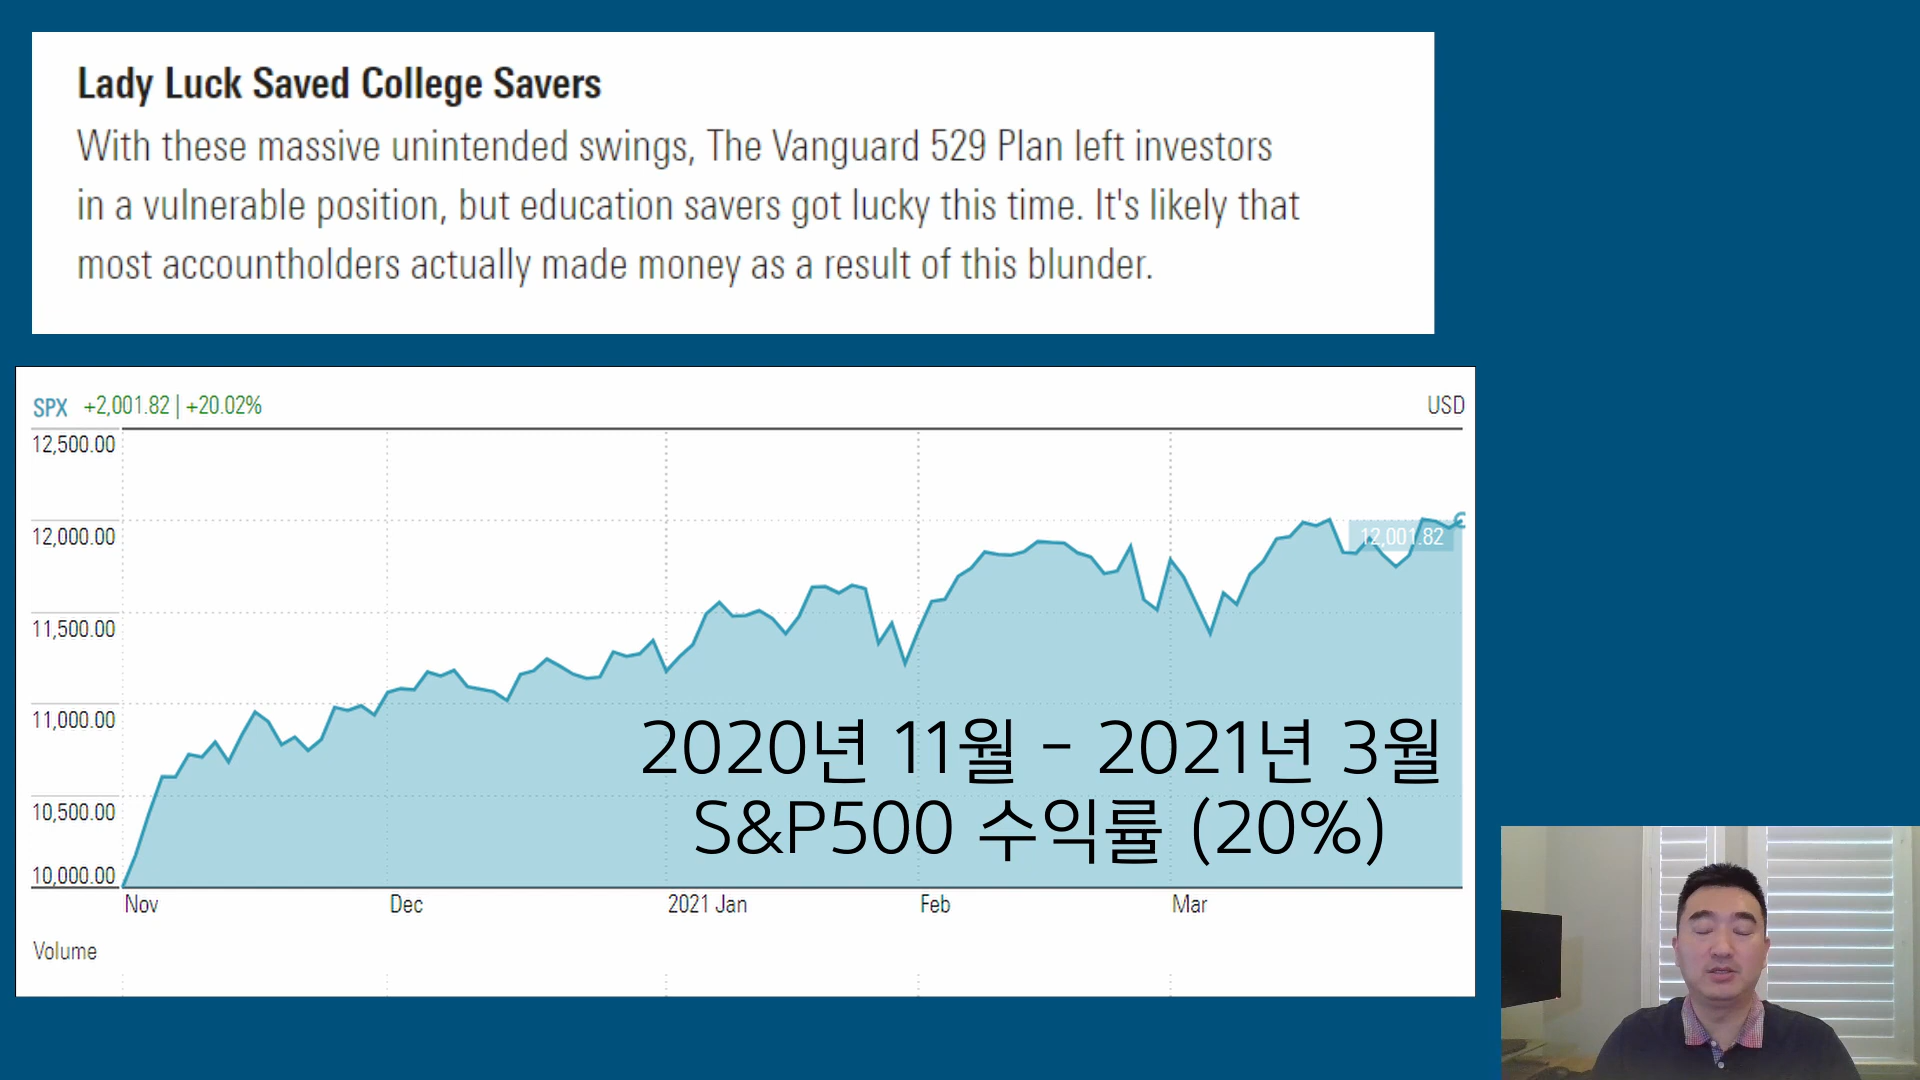 Lady Luck Saved College Savers
With these massive unintended swings, The Vanguard 529 Plan left investors
in a vulnerable position, but education savers got lucky this time. It's likely that
most accountholders actually made money as a result of this blunder.
SPX +2,001.82 | +20.02% USD
12,500.00
12,000.00
12,001.82
11,500.00
11,000.00
2020년 11월 - 2021년 3월
10,500.00
S&P500 수익률 (20%)
10,000.00
Nov Dec 2021 Jan Feb Mar
Volume